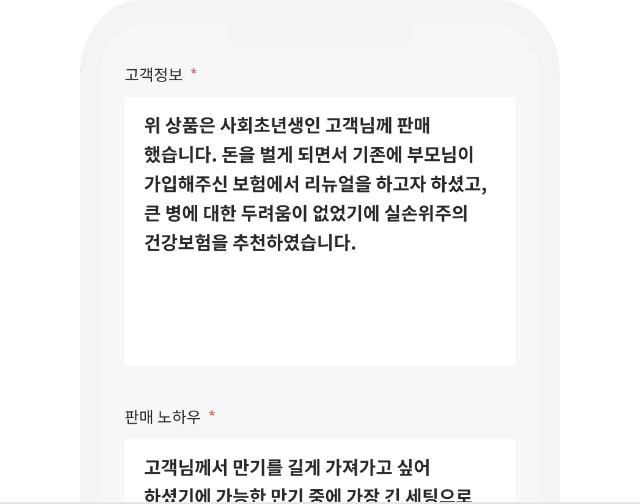 고객정보 *
위 상품은 사회초년생인 고객님께 판매
했습니다. 돈을 벌게 되면서 기존에 부모님이
가입해주신 보험에서 리뉴얼을 하고자 하셨고,
큰 병에 대한 두려움이 없었기에 실손위주의
건강보험을 추천하였습니다.
판매 노하우 *
고객님께서 만기를 길게 가져가고 싶어
하셨기에 가능한 만기 중에 가장 긴 세팅으로